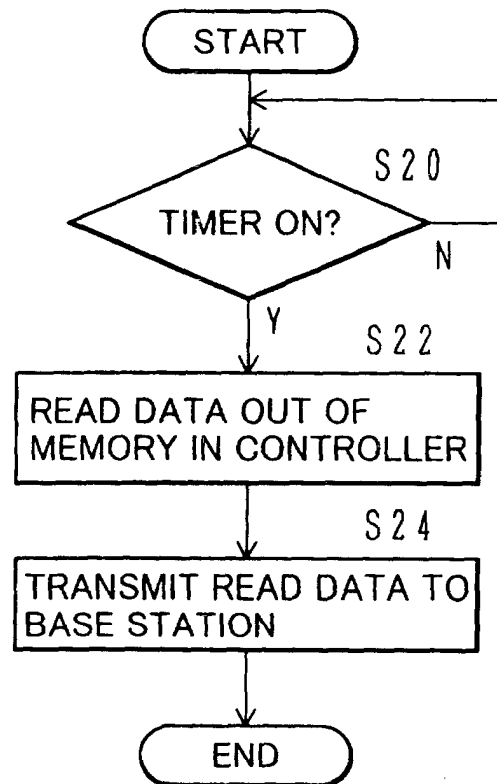 START
S20
TIMER ON?
N
Y
S22
READ DATA OUT OF
MEMORY IN CONTROLLER
S24
TRANSMIT READ DATA TO
BASE STATION
END